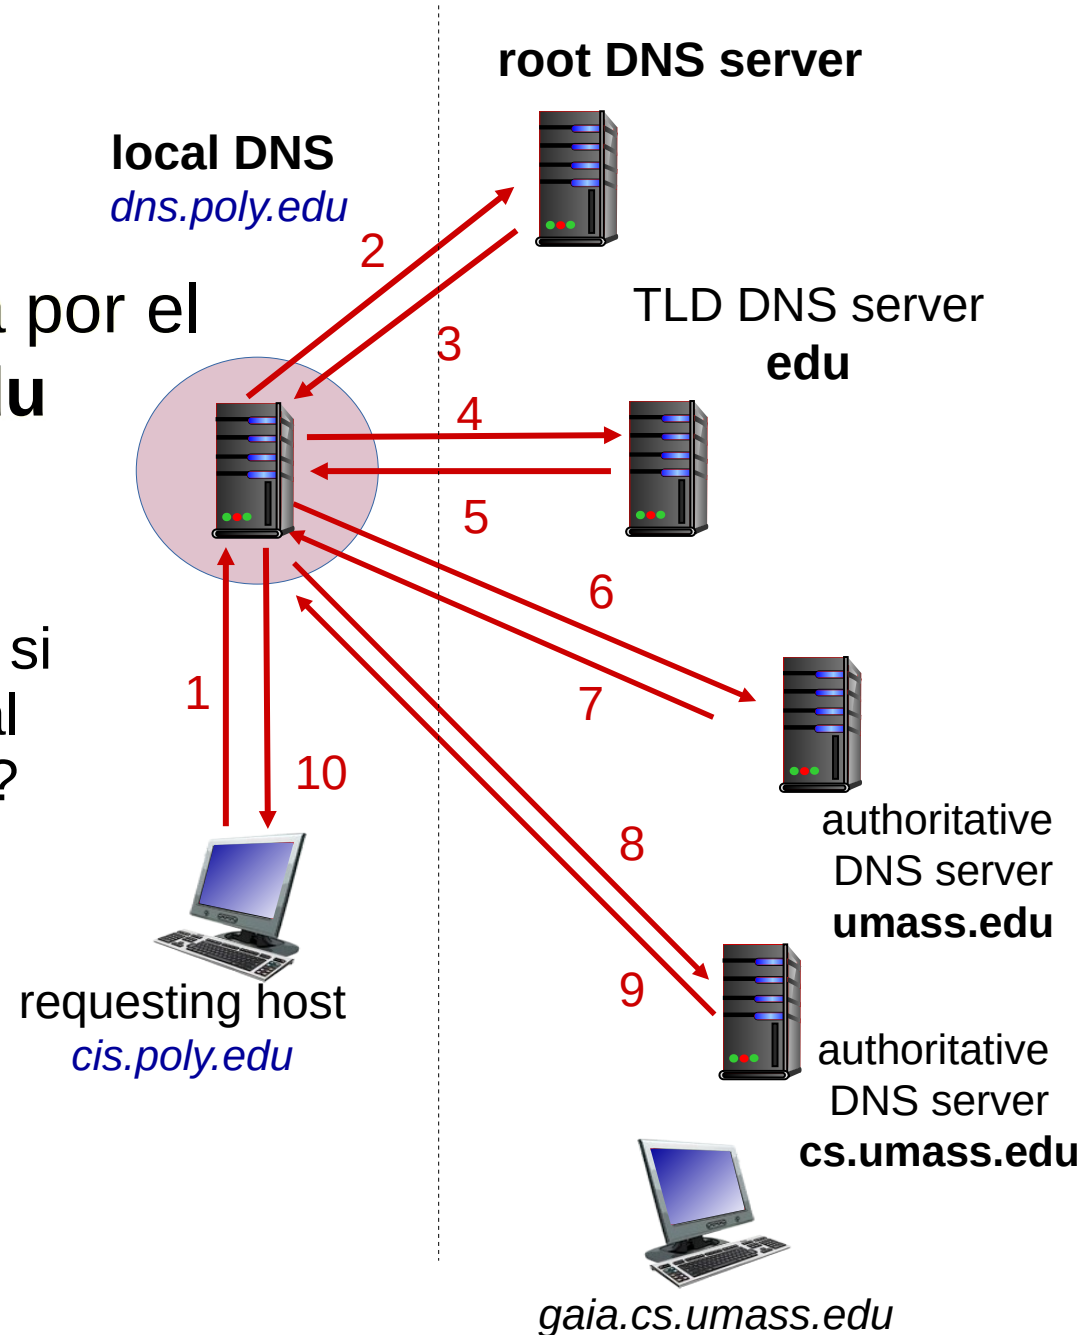 root DNS server
local DNS
dns.poly.edu
2
por el
TLD DNS server
3
edu
4
5
6
si
1
7
?
10
8
authoritative
DNS server
umass.edu
9
requesting host
cis.poly.edu
authoritative
DNS server
cs.umass.edu
gaia.cs.umass.edu